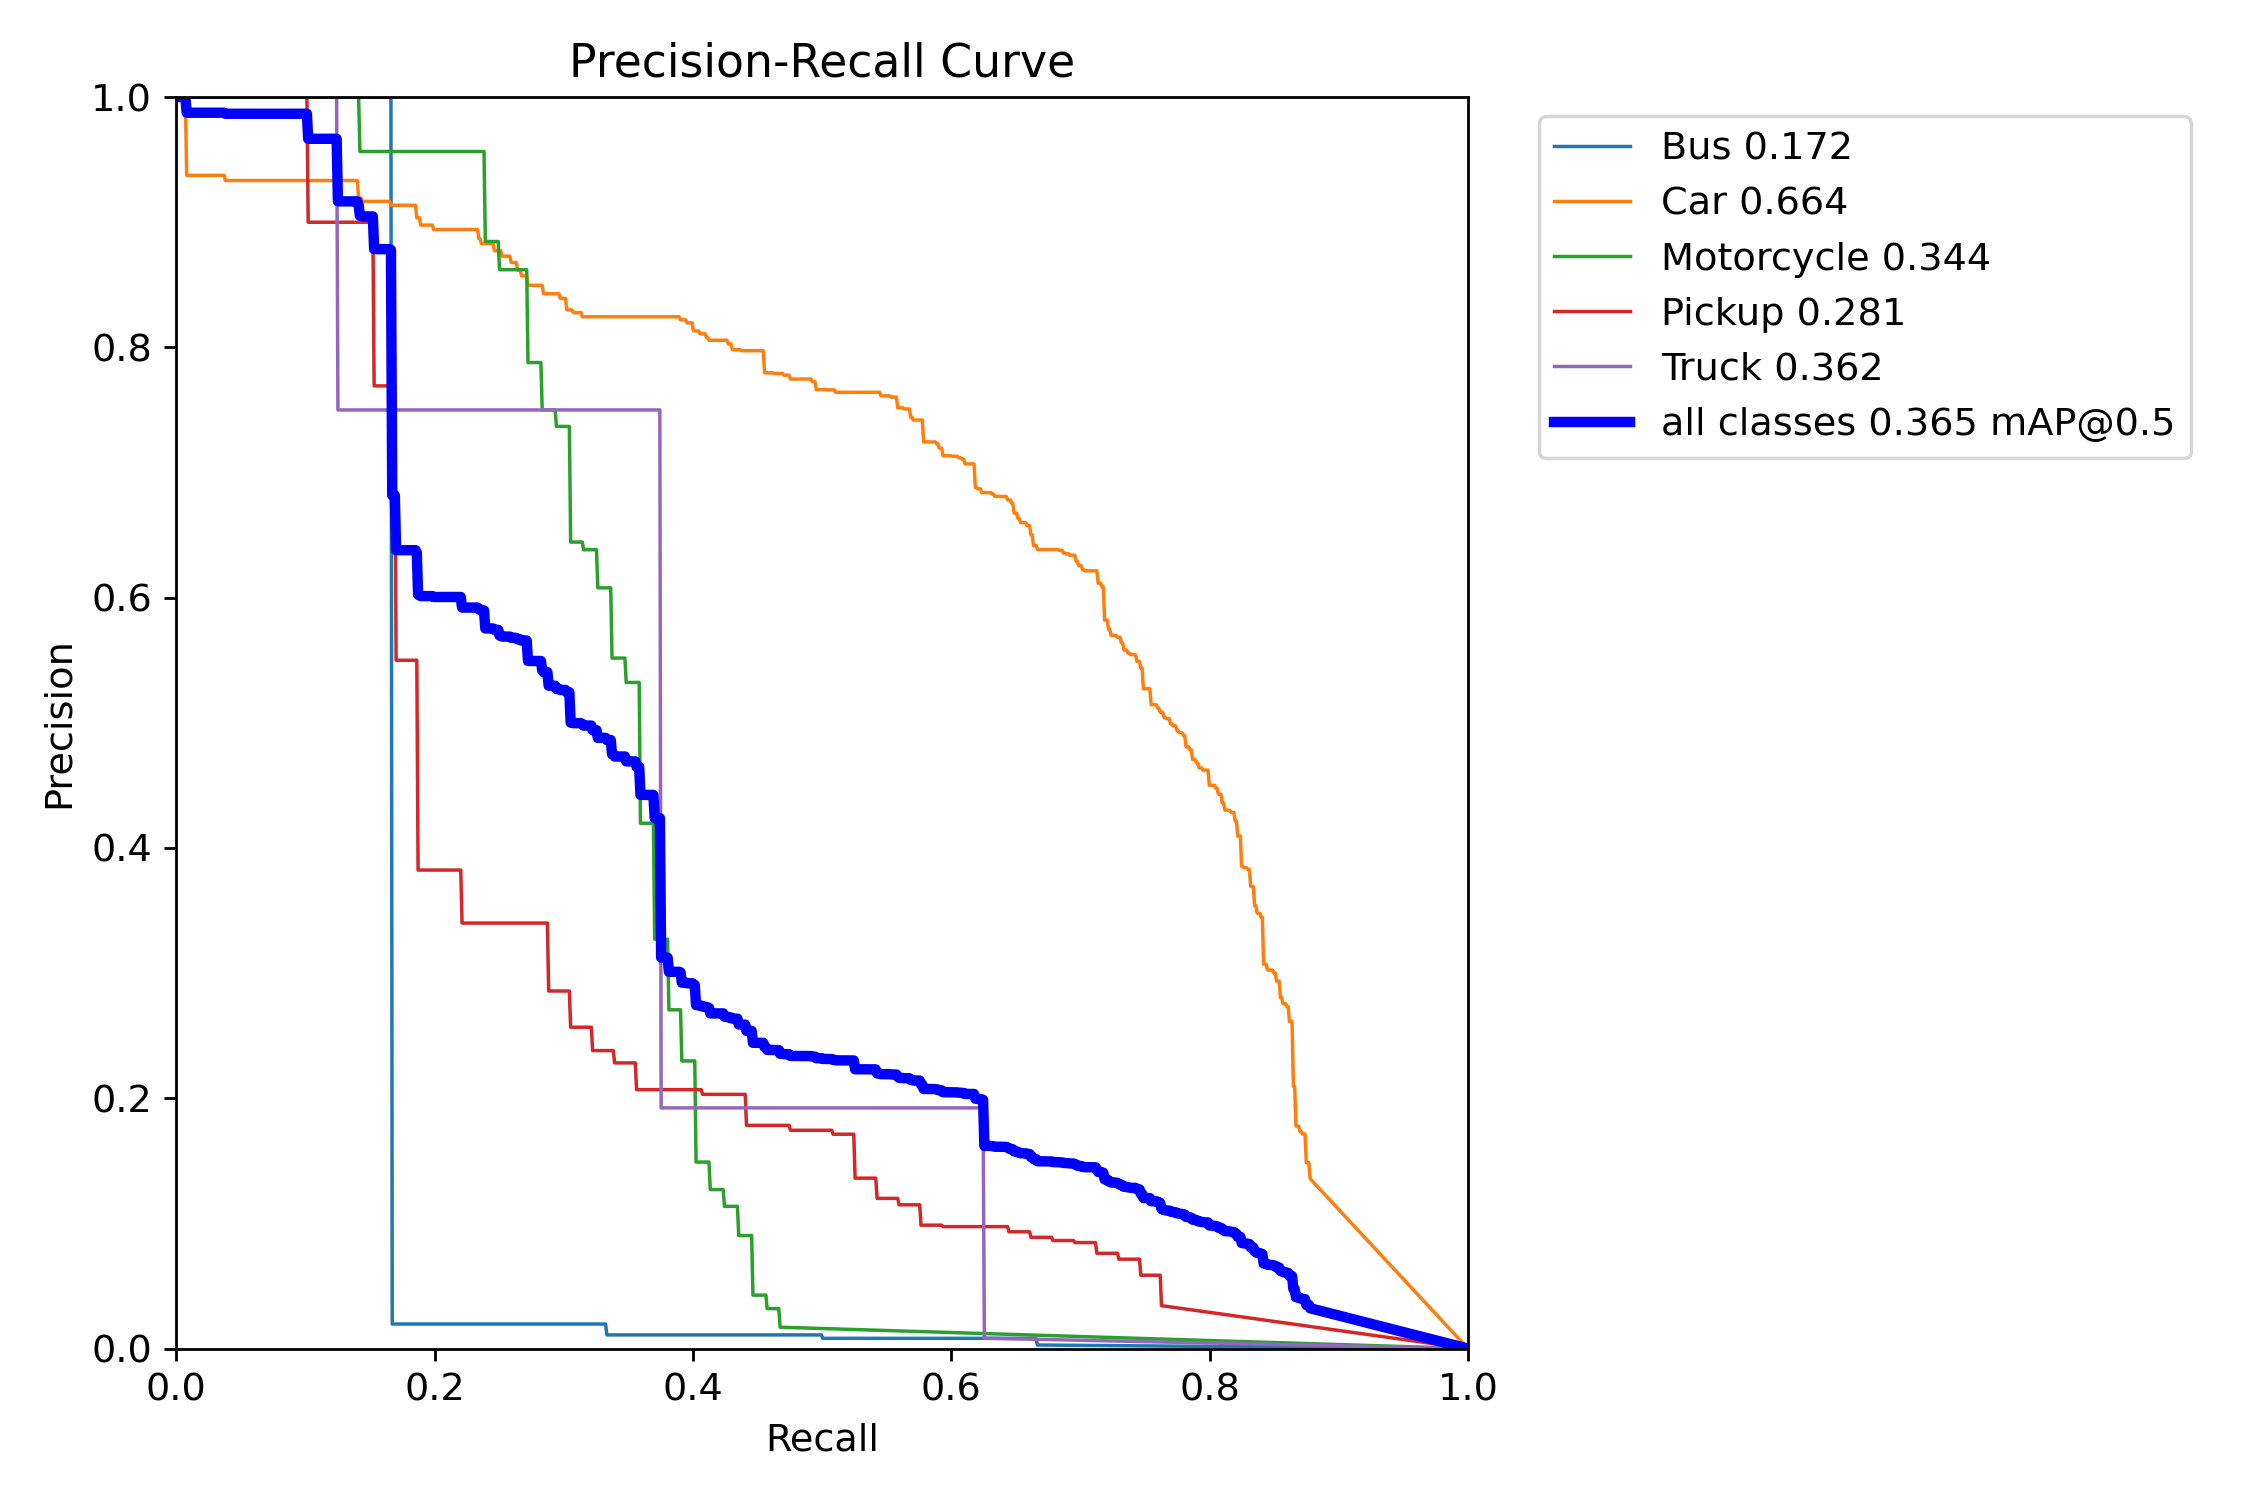 Precision-Recall Curve
1.0
0.8
0.6
0.4
0.2
0.0
Precision
0.0 0.2 0.4 0.6 0.8 1.0
Recall
Bus 0.172
Car 0.664
Motorcycle 0.344
Pickup 0.281
Truck 0.362
all classes 0.365 mAP@0.5